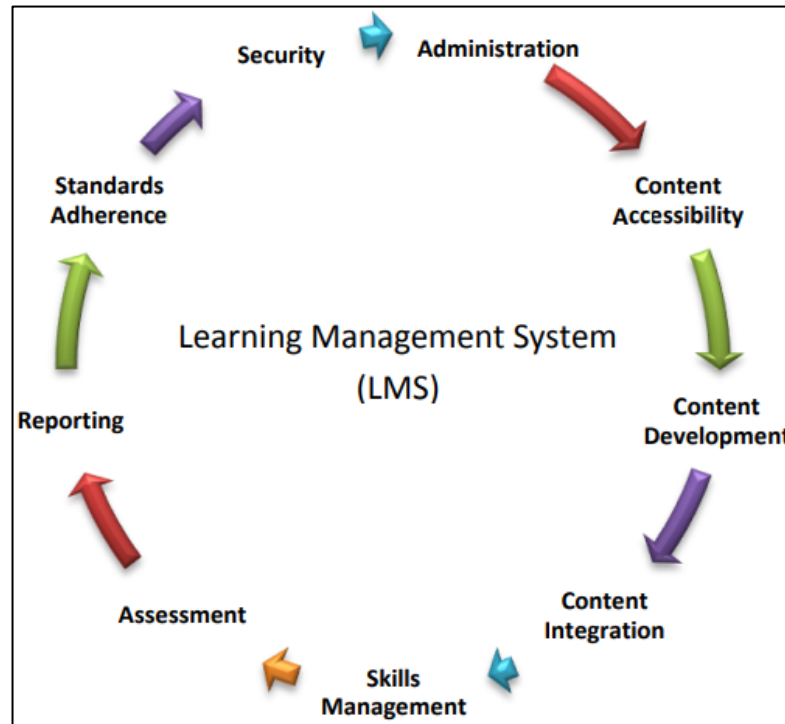 Security
Administration
Content
Accessibility
Content
Development
Content
Integration
Skills
Management
Assessment
Reporting
Standards
Adherence
Learning Management System
(LMS)